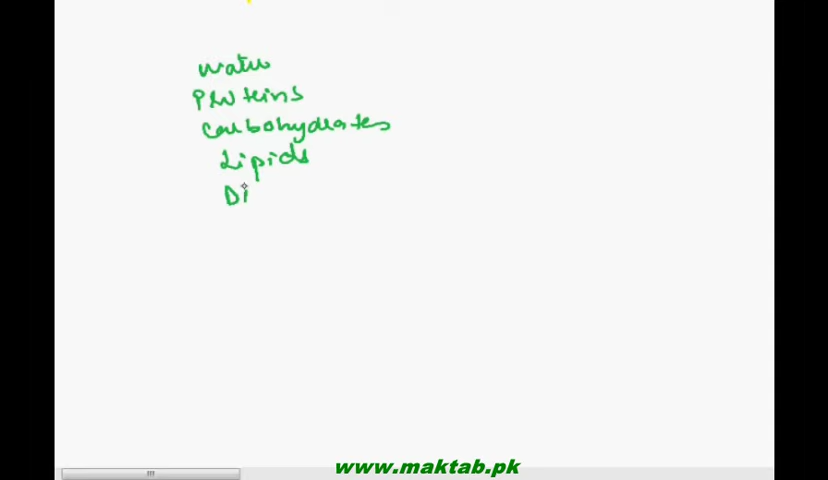 water
Proteins
Carbohydrates
Lipids
DI
www.maktab.pk